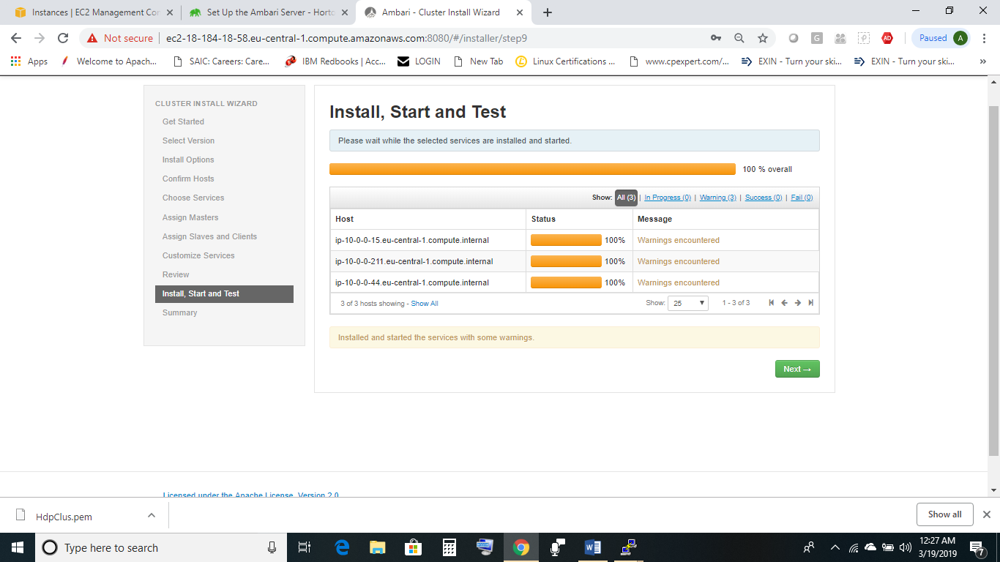 Instances | EC2 Management Con
Set Up the Ambari Server - Horto
Ambari - Cluster Install Wizard
Not secure | ec2-18-184-18-58.eu-central-1.compute.amazonaws.com:8080/#/installer/step9
G
AD
Paused
A
Apps
Welcome to Apach...
SAIC: Careers: Care...
IBM Redbooks | Acc...
LOGIN
New Tab
Linux Certifications ...
www.cpexpert.com/...
EXIN - Turn your ski...
EXIN - Turn your ski...
»
CLUSTER INSTALL WIZARD
Get Started
Select Version
Install Options
Confirm Hosts
Choose Services
Assign Masters
Assign Slaves and Clients
Customize Services
Review
Install, Start and Test
Summary
Install, Start and Test
Please wait while the selected services are installed and started.
100 % overall
Show: All (3) | In Progress (0) | Warning (3) | Success (0) | Fail (0)
Host Status Message
ip-10-0-0-15.eu-central-1.compute.internal 100% Warnings encountered
ip-10-0-0-211.eu-central-1.compute.internal 100% Warnings encountered
ip-10-0-0-44.eu-central-1.compute.internal 100% Warnings encountered
3 of 3 hosts showing - Show All
Show: 25 1 - 3 of 3
Installed and started the services with some warnings.
Next →
Licensed under the Apache License, Version 2.0
HdpClus.pem
Show all
Type here to search
12:27 AM
3/19/2019
7